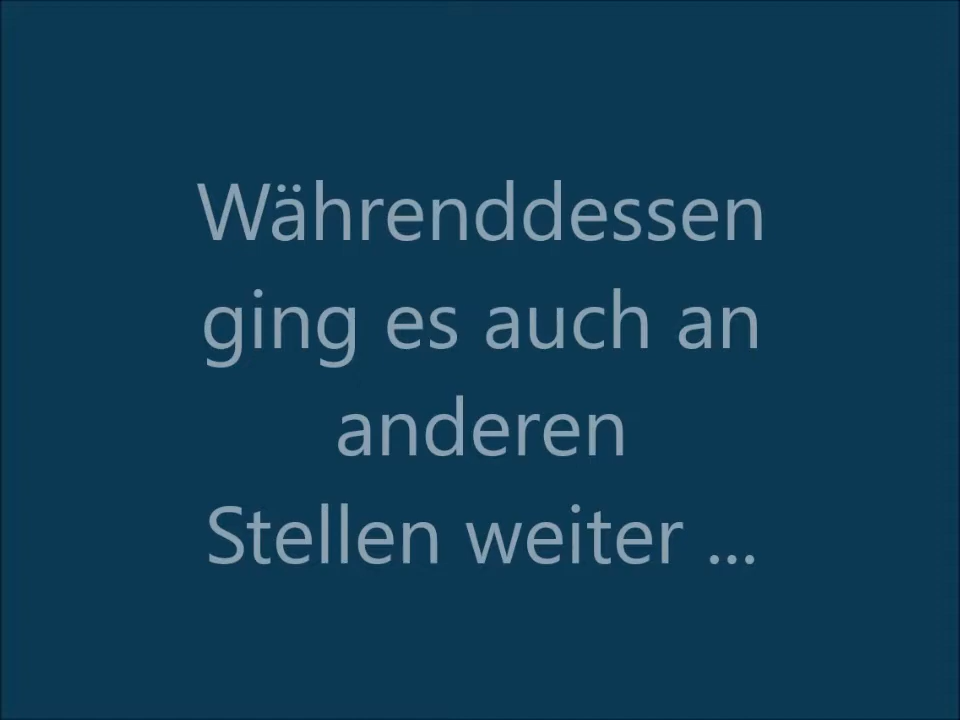 Währenddessen
ging es auch an
anderen
Stellen weiter ...